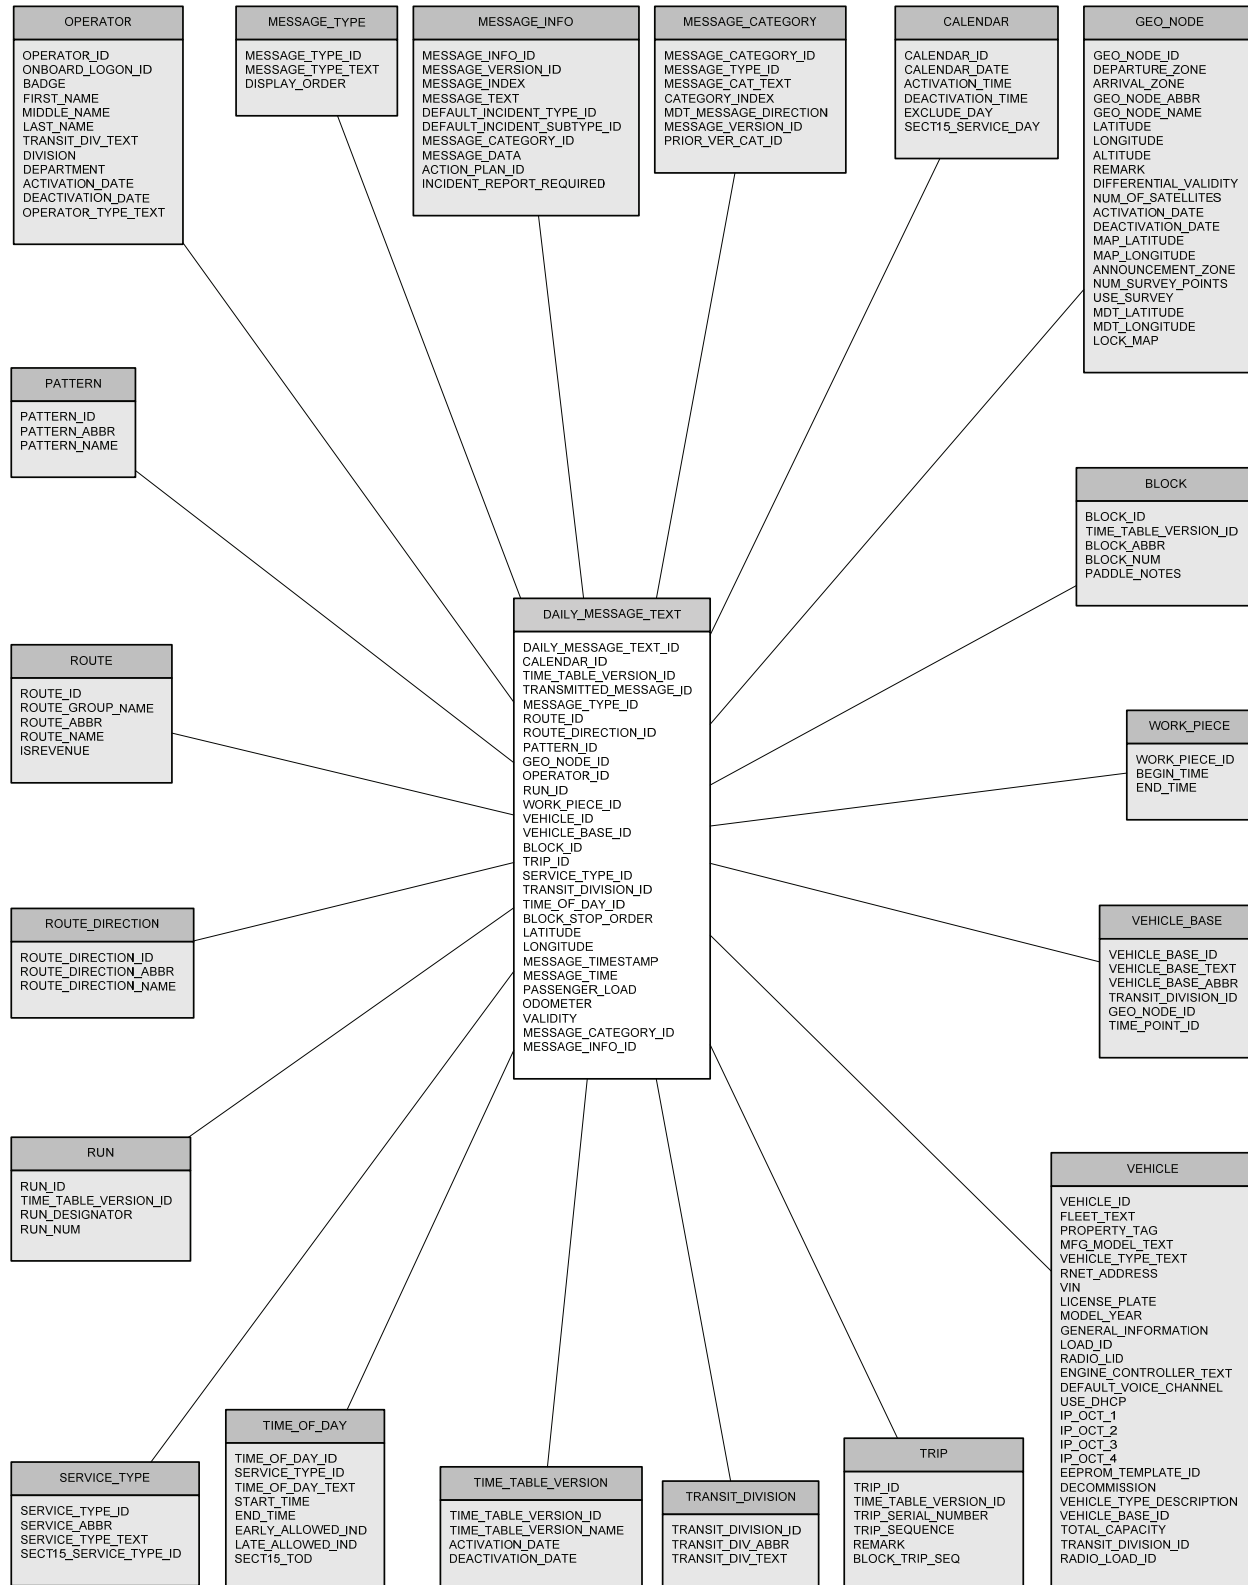 OPERATOR
OPERATOR_ID
ONBOARD_LOGON_ID
BADGE
FIRST_NAME
MIDDLE_NAME
LAST_NAME
TRANSIT_DIV_TEXT
DIVISION
DEPARTMENT
ACTIVATION_DATE
DEACTIVATION_DATE
OPERATOR_TYPE_TEXT
MESSAGE_TYPE
MESSAGE_TYPE_ID
MESSAGE_TYPE_TEXT
DISPLAY_ORDER
MESSAGE_INFO
MESSAGE_INFO_ID
MESSAGE_VERSION_ID
MESSAGE_INDEX
MESSAGE_TEXT
DEFAULT_INCIDENT_TYPE_ID
DEFAULT_INCIDENT_SUBTYPE_ID
MESSAGE_CATEGORY_ID
MESSAGE_DATA
ACTION_PLAN_ID
INCIDENT_REPORT_REQUIRED
MESSAGE_CATEGORY
MESSAGE_CATEGORY_ID
MESSAGE_TYPE_ID
MESSAGE_CAT_TEXT
CATEGORY_INDEX
MDT_MESSAGE_DIRECTION
MESSAGE_VERSION_ID
PRIOR_VER_CAT_ID
CALENDAR
CALENDAR_ID
CALENDAR_DATE
ACTIVATION_TIME
DEACTIVATION_TIME
EXCLUDE_DAY
SECT15_SERVICE_DAY
GEO_NODE
GEO_NODE_ID
DEPARTURE_ZONE
ARRIVAL_ZONE
GEO_NODE_ABBR
GEO_NODE_NAME
LATITUDE
LONGITUDE
ALTITUDE
REMARK
DIFFERENTIAL_VALIDITY
NUM_OF_SATELLITES
ACTIVATION_DATE
DEACTIVATION_DATE
MAP_LATITUDE
MAP_LONGITUDE
ANNOUNCEMENT_ZONE
NUM_SURVEY_POINTS
USE_SURVEY
MDT_LATITUDE
MDT_LONGITUDE
LOCK_MAP
PATTERN
PATTERN_ID
PATTERN_ABBR
PATTERN_NAME
BLOCK
BLOCK_ID
TIME_TABLE_VERSION_ID
BLOCK_ABBR
BLOCK_NUM
PADDLE_NOTES
DAILY_MESSAGE_TEXT
DAILY_MESSAGE_TEXT_ID
CALENDAR_ID
TIME_TABLE_VERSION_ID
TRANSMITTED_MESSAGE_ID
MESSAGE_TYPE_ID
ROUTE_ID
ROUTE_DIRECTION_ID
PATTERN_ID
GEO_NODE_ID
OPERATOR_ID
RUN_ID
WORK_PIECE_ID
VEHICLE_ID
VEHICLE_BASE_ID
BLOCK_ID
TRIP_ID
SERVICE_TYPE_ID
TRANSIT_DIVISION_ID
TIME_OF_DAY_ID
BLOCK_STOP_ORDER
LATITUDE
LONGITUDE
MESSAGE_TIMESTAMP
MESSAGE_TIME
PASSENGER_LOAD
ODOMETER
VALIDITY
MESSAGE_CATEGORY_ID
MESSAGE_INFO_ID
ROUTE
ROUTE_ID
ROUTE_GROUP_NAME
ROUTE_ABBR
ROUTE_NAME
ISREVENUE
WORK_PIECE
WORK_PIECE_ID
BEGIN_TIME
END_TIME
ROUTE_DIRECTION
ROUTE_DIRECTION_ID
ROUTE_DIRECTION_ABBR
ROUTE_DIRECTION_NAME
VEHICLE_BASE
VEHICLE_BASE_ID
VEHICLE_BASE_TEXT
VEHICLE_BASE_ABBR
TRANSIT_DIVISION_ID
GEO_NODE_ID
TIME_POINT_ID
RUN
RUN_ID
TIME_TABLE_VERSION_ID
RUN_DESIGNATOR
RUN_NUM
VEHICLE
VEHICLE_ID
FLEET_TEXT
PROPERTY_TAG
MFG_MODEL_TEXT
VEHICLE_TYPE_TEXT
RNET_ADDRESS
VIN
LICENSE_PLATE
MODEL_YEAR
GENERAL_INFORMATION
LOAD_ID
RADIO_LID
ENGINE_CONTROLLER_TEXT
DEFAULT_VOICE_CHANNEL
USE_DHCP
IP_OCT_1
IP_OCT_2
IP_OCT_3
IP_OCT_4
EEPROM_TEMPLATE_ID
DECOMMISSION
VEHICLE_TYPE_DESCRIPTION
VEHICLE_BASE_ID
TOTAL_CAPACITY
TRANSIT_DIVISION_ID
RADIO_LOAD_ID
SERVICE_TYPE
SERVICE_TYPE_ID
SERVICE_ABBR
SERVICE_TYPE_TEXT
SECT15_SERVICE_TYPE_ID
TIME_OF_DAY
TIME_OF_DAY_ID
SERVICE_TYPE_ID
TIME_OF_DAY_TEXT
START_TIME
END_TIME
EARLY_ALLOWED_IND
LATE_ALLOWED_IND
SECT15_TOD
TIME_TABLE_VERSION
TIME_TABLE_VERSION_ID
TIME_TABLE_VERSION_NAME
ACTIVATION_DATE
DEACTIVATION_DATE
TRANSIT_DIVISION
TRANSIT_DIVISION_ID
TRANSIT_DIV_ABBR
TRANSIT_DIV_TEXT
TRIP
TRIP_ID
TIME_TABLE_VERSION_ID
TRIP_SERIAL_NUMBER
TRIP_SEQUENCE
REMARK
BLOCK_TRIP_SEQ